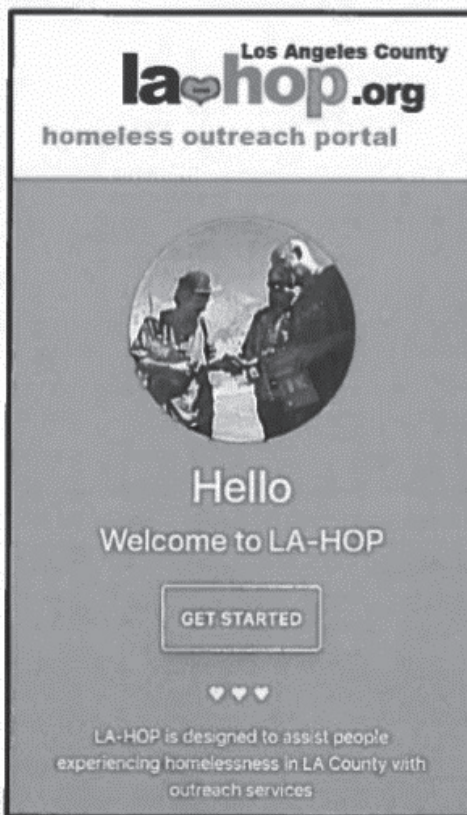 Los Angeles County
la hop.org
homeless outreach portal
Hello
Welcome to LA-HOP
GET STARTED
LA-HOP is designed to assist people
experiencing homelessness in LA County with
outreach services